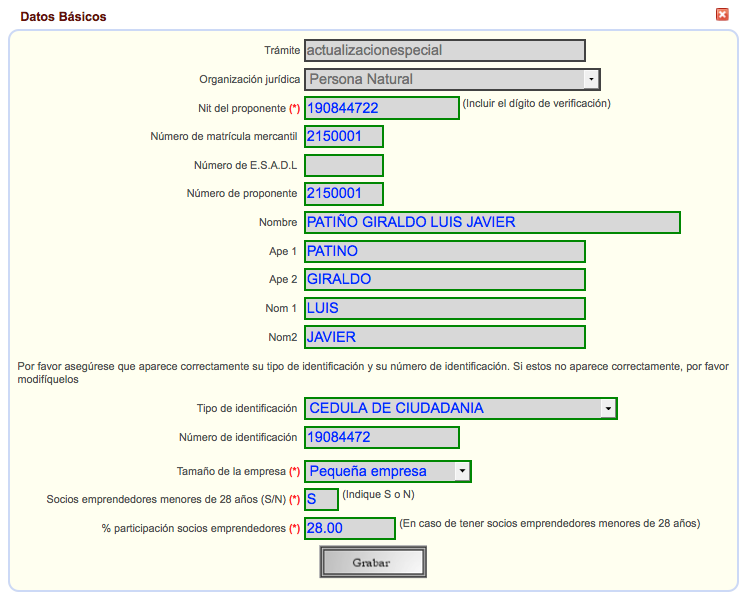 Datos Básicos
Trámite actualizacionespecial
Organización jurídica Persona Natural
Nit del proponente (*) 190844722 (Incluir el dígito de verificación)
Número de matrícula mercantil 2150001
Número de E.S.A.D.L
Número de proponente 2150001
Nombre PATIÑO GIRALDO LUIS JAVIER
Ape 1 PATINO
Ape 2 GIRALDO
Nom 1 LUIS
Nom2 JAVIER
Por favor asegúrese que aparece correctamente su tipo de identificación y su número de identificación. Si estos no aparece correctamente, por favor
modifíquelos
Tipo de identificación CEDULA DE CIUDADANIA
Número de identificación 19084472
Tamaño de la empresa (*) Pequeña empresa
Socios emprendedores menores de 28 años (S/N) (*) S (Indique S o N)
% participación socios emprendedores (*) 28.00 (En caso de tener socios emprendedores menores de 28 años)
Grabar